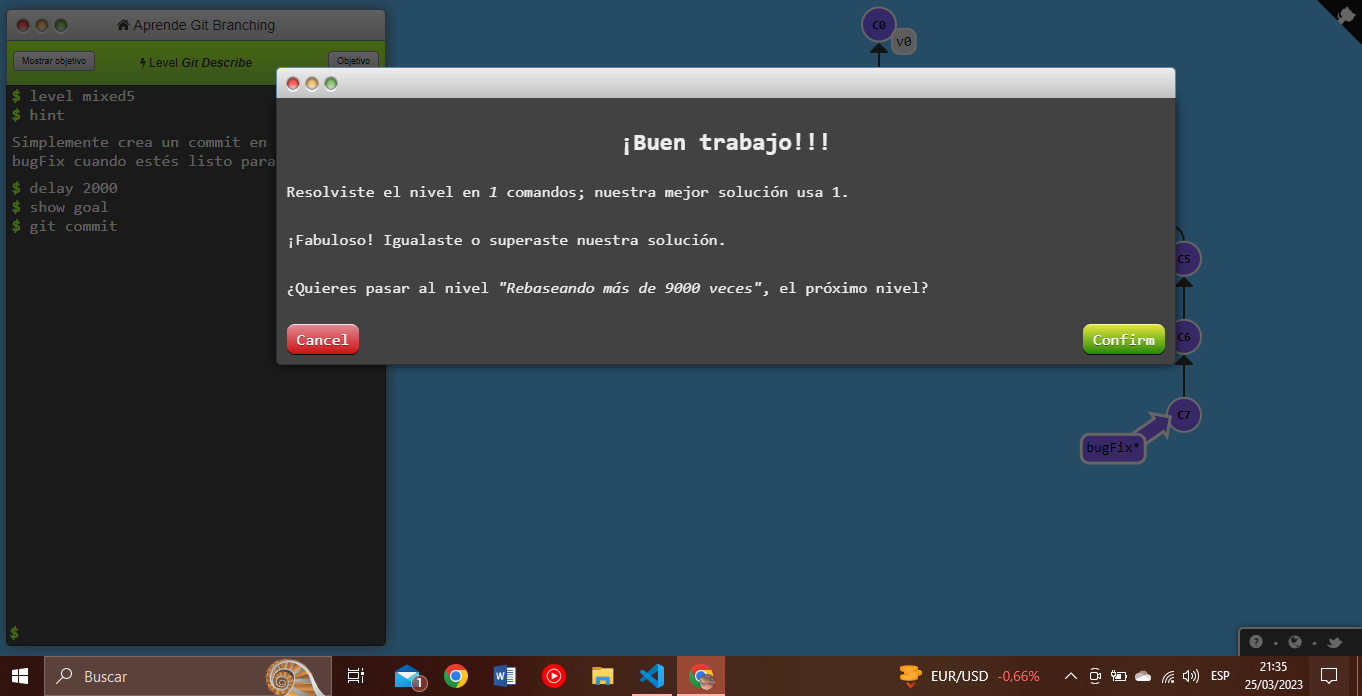 Aprende Git Branching
Mostrar objetivo
Level Git Describe
Objetivo
$ level mixed5
$ hint
Simplemente crea un commit en
bugFix cuando estés listo para
$ delay 2000
$ show goal
$ git commit
$
C0
v0
¡Buen trabajo!!!
Resolviste el nivel en 1 comandos; nuestra mejor solución usa 1.
¡Fabuloso! Igualaste o superaste nuestra solución.
¿Quieres pasar al nivel "Rebaseando más de 9000 veces", el próximo nivel?
Cancel
Confirm
C5
C6
C7
bugFix*
Buscar
1
EUR/USD -0,66%
ESP
21:35
25/03/2023